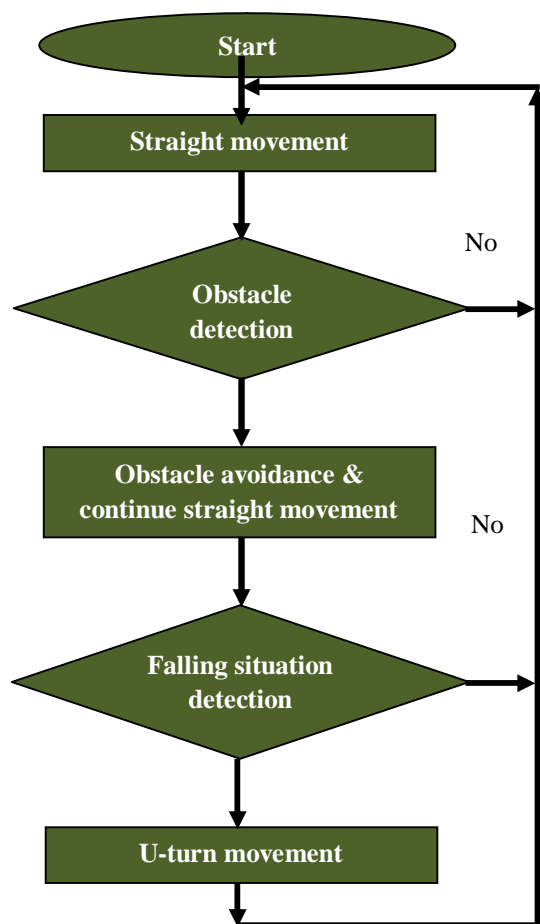 Start
Straight movement
No
Obstacle
detection
Obstacle avoidance &
continue straight movement
No
Falling situation
detection
U-turn movement